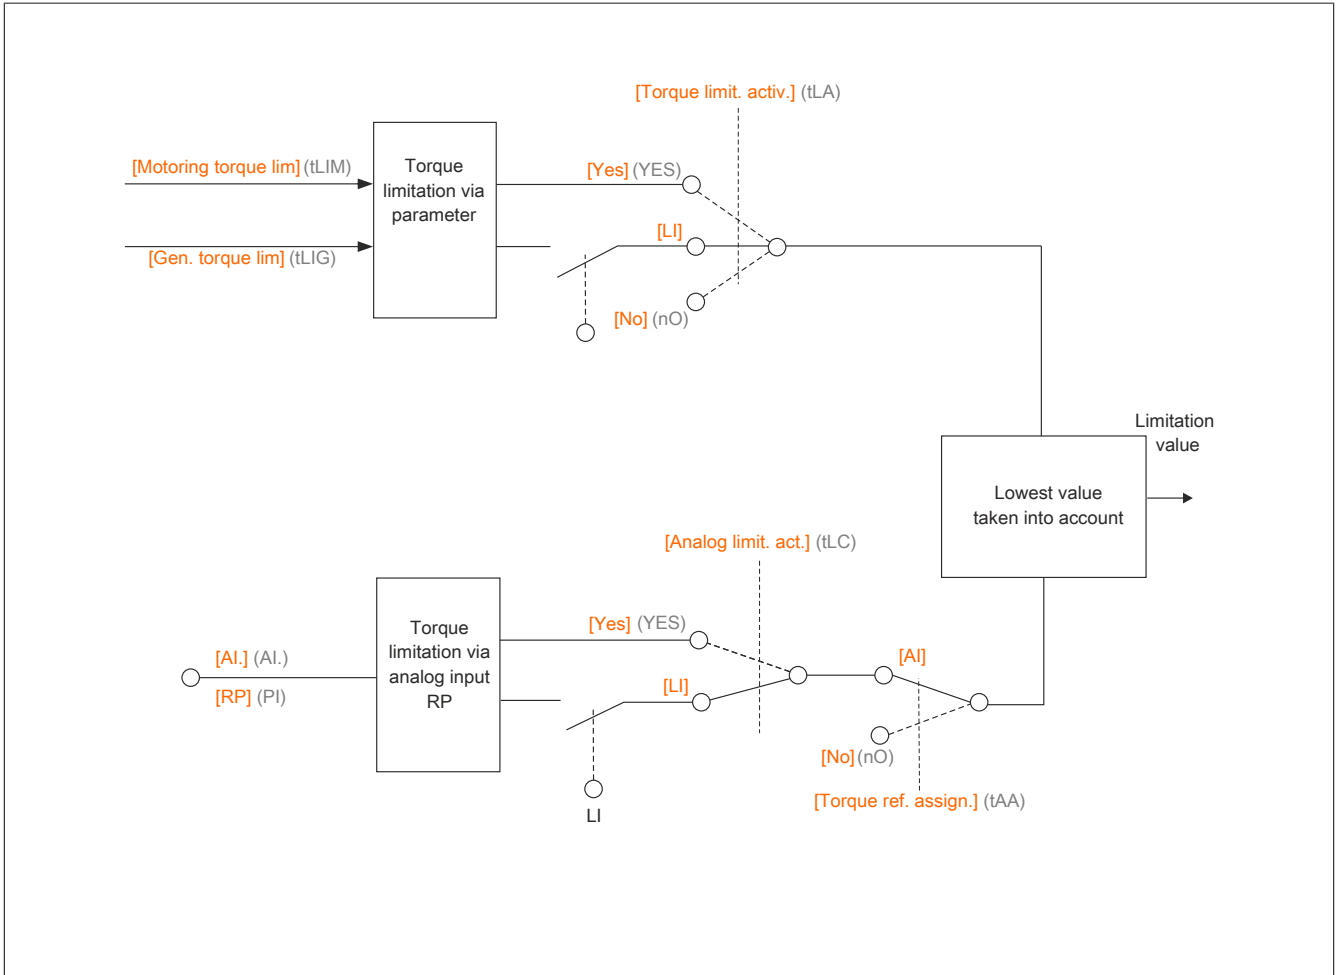 [Torque limit. activ.] (tLA)
[Motoring torque lim] (tLIM)
Torque
limitation via
parameter
[Yes] (YES)
[LI]
[Gen. torque lim] (tLIG)
[No] (nO)
Limitation
value
Lowest value
taken into account
[Analog limit. act.] (tLC)
Torque
limitation via
analog input
RP
[Yes] (YES)
[AI.] (AI.)
[RP] (PI)
[LI]
[AI]
[No] (nO)
[Torque ref. assign.] (tAA)
LI